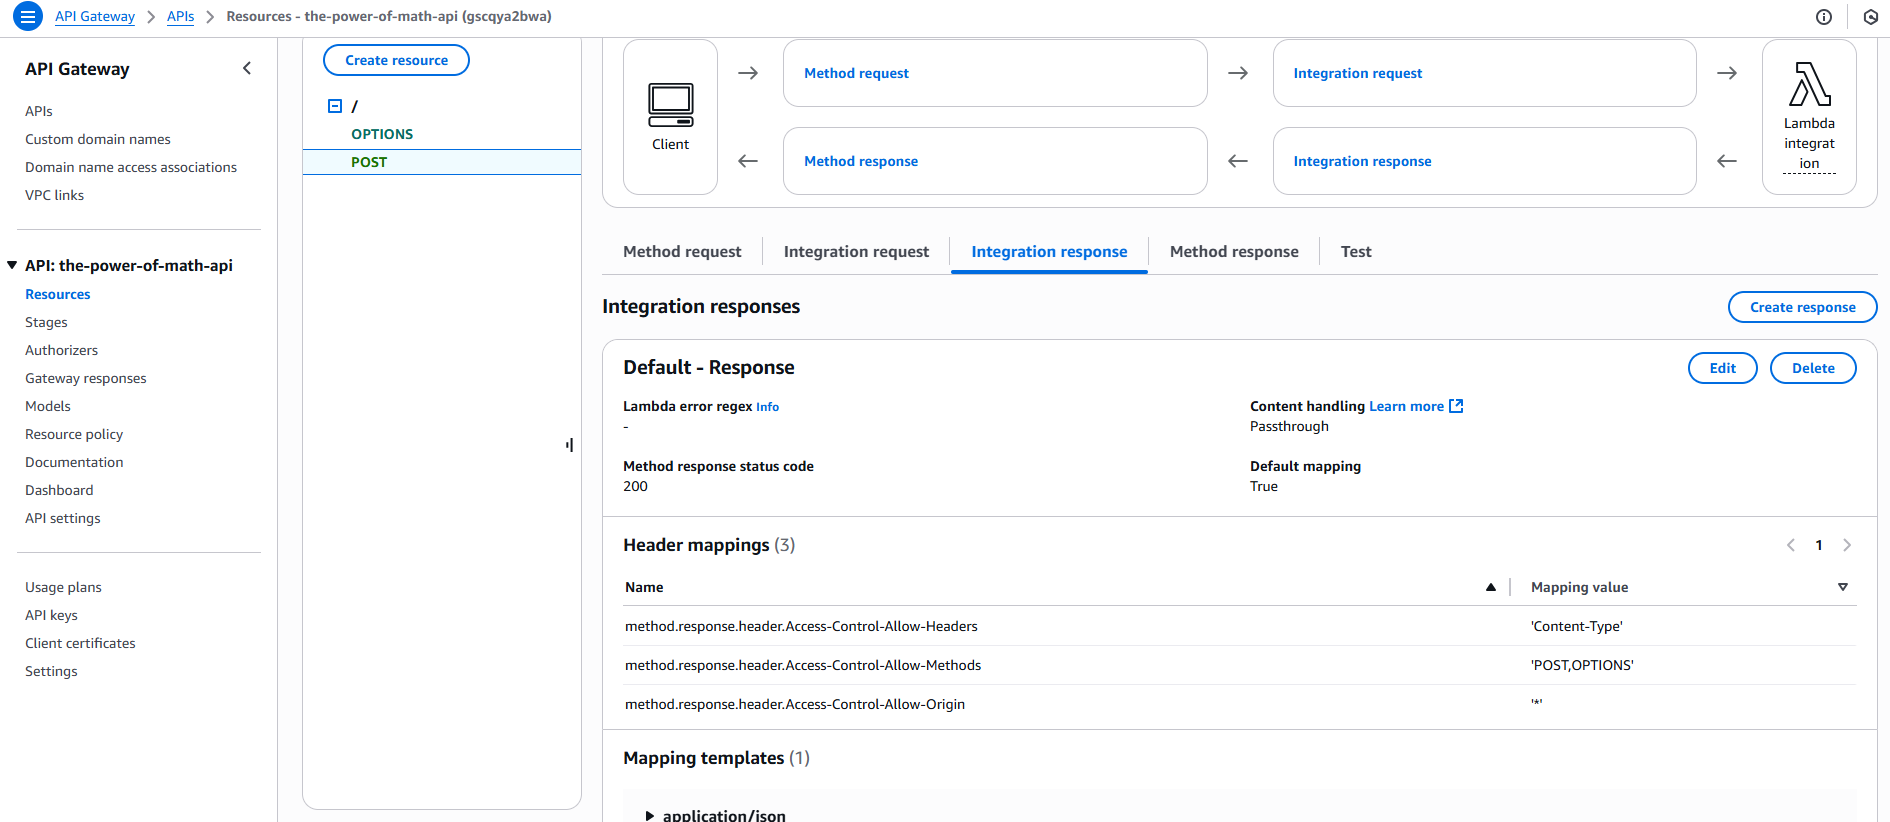 API Gateway > APIs > Resources - the-power-of-math-api (gscqya2bwa)
API Gateway
APIs
Custom domain names
Domain name access associations
VPC links
API: the-power-of-math-api
Resources
Stages
Authorizers
Gateway responses
Models
Resource policy
Documentation
Dashboard
API settings
Usage plans
API keys
Client certificates
Settings
Create resource
/
OPTIONS
POST
Client
Method request
Integration request
Method response
Integration response
Lambda
integrat
ion
Method request
Integration request
Integration response
Method response
Test
Integration responses
Create response
Default - Response
Edit
Delete
Lambda error regex Info
-
Content handling Learn more
Passthrough
Method response status code
200
Default mapping
True
Header mappings (3)
1
Name
Mapping value
method.response.header.Access-Control-Allow-Headers
'Content-Type'
method.response.header.Access-Control-Allow-Methods
'POST,OPTIONS'
method.response.header.Access-Control-Allow-Origin
'*'
Mapping templates (1)
application/json